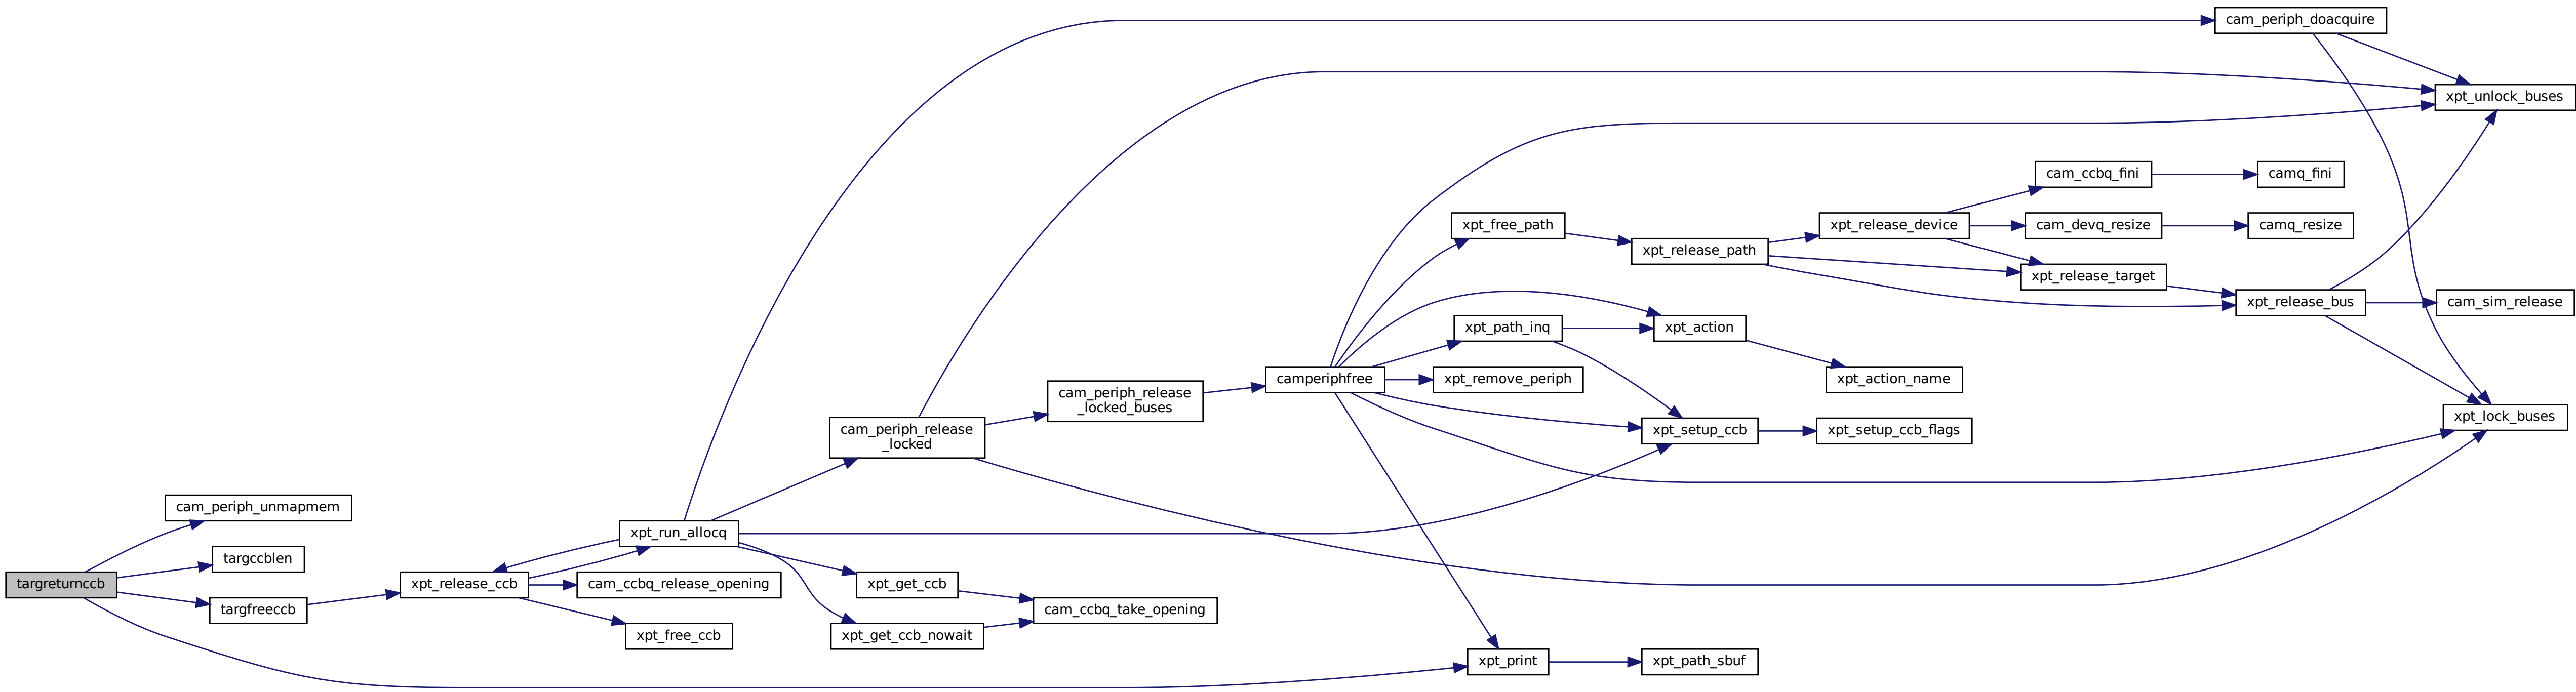 cam_periph_doacquire
xpt_unlock_buses
cam_ccbq_fini
camq_fini
xpt_free_path
xpt_release_device
cam_devq_resize
camq_resize
xpt_release_path
xpt_release_target
xpt_release_bus
cam_sim_release
xpt_path_inq
xpt_action
camperiphfree
xpt_remove_periph
xpt_action_name
cam_periph_release
_locked_buses
xpt_lock_buses
cam_periph_release
_locked
xpt_setup_ccb
xpt_setup_ccb_flags
cam_periph_unmapmem
xpt_run_allocq
targccblen
targreturnccb
xpt_release_ccb
cam_ccbq_release_opening
xpt_get_ccb
targfreeccb
cam_ccbq_take_opening
xpt_free_ccb
xpt_get_ccb_nowait
xpt_print
xpt_path_sbuf